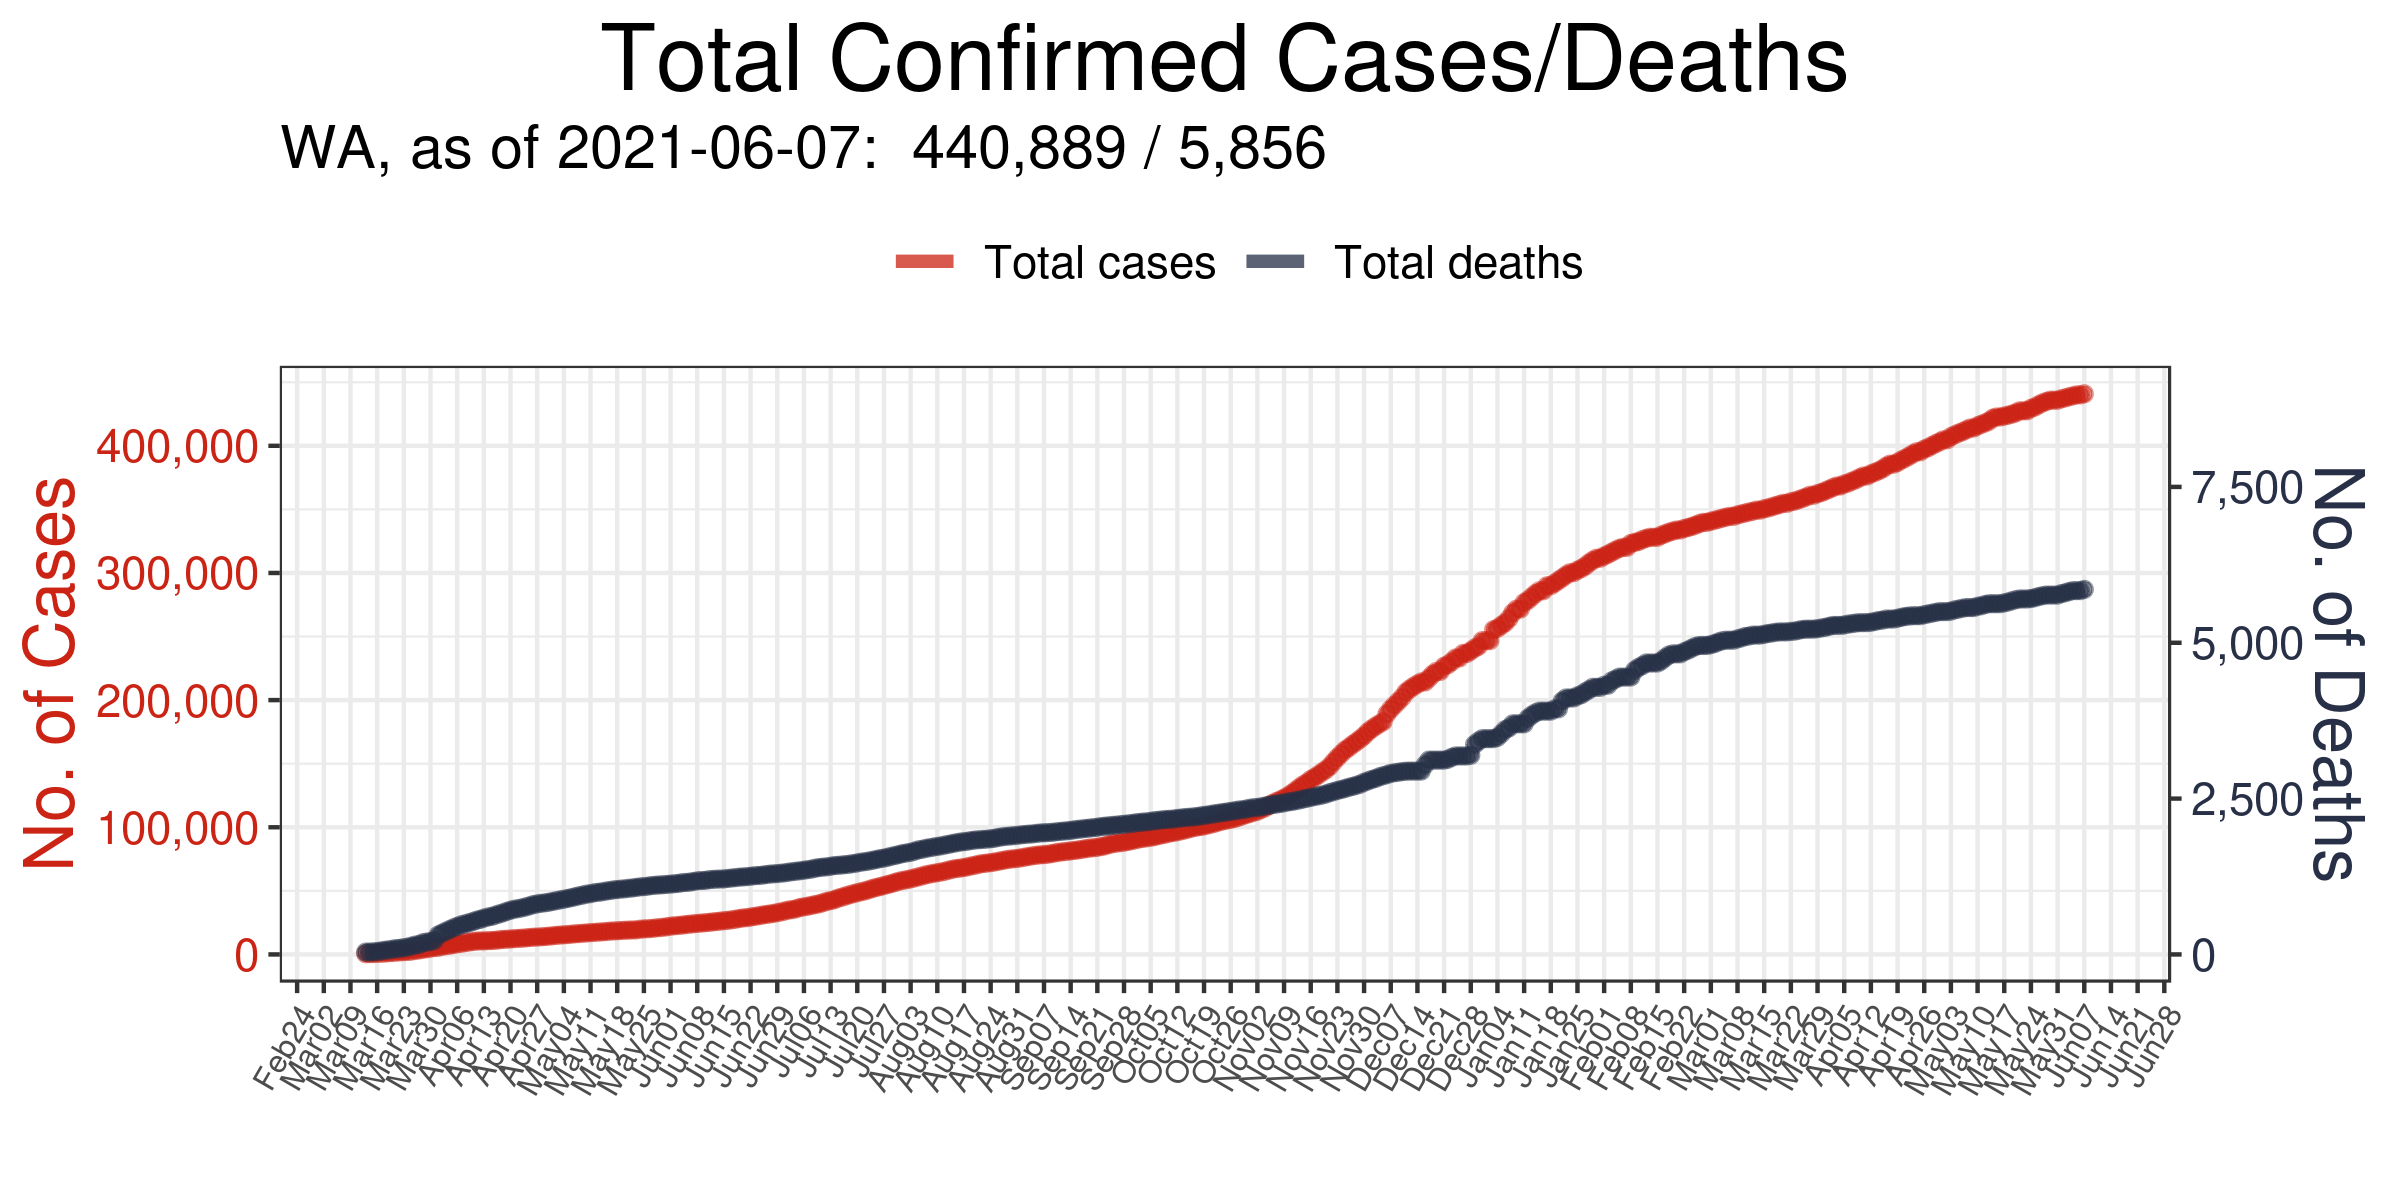 Total Confirmed Cases/Deaths
WA, as of 2021-06-07:  440,889 / 5,856
Total cases
Total deaths
No. of Cases
400,000
300,000
200,000
100,000
0
7,500
5,000
2,500
0
No. of Deaths
Feb24
Mar02
Mar09
Mar16
Mar23
Mar30
Apr06
Apr13
Apr20
Apr27
May04
May11
May18
May25
Jun01
Jun08
Jun15
Jun22
Jun29
Jul06
Jul13
Jul20
Jul27
Aug03
Aug10
Aug17
Aug24
Aug31
Sep07
Sep14
Sep21
Sep28
Oct05
Oct12
Oct19
Oct26
Nov02
Nov09
Nov16
Nov23
Nov30
Dec07
Dec14
Dec21
Dec28
Jan04
Jan11
Jan18
Jan25
Feb01
Feb08
Feb15
Feb22
Mar01
Mar08
Mar15
Mar22
Mar29
Apr05
Apr12
Apr19
Apr26
May03
May10
May17
May24
May31
Jun07
Jun14
Jun21
Jun28